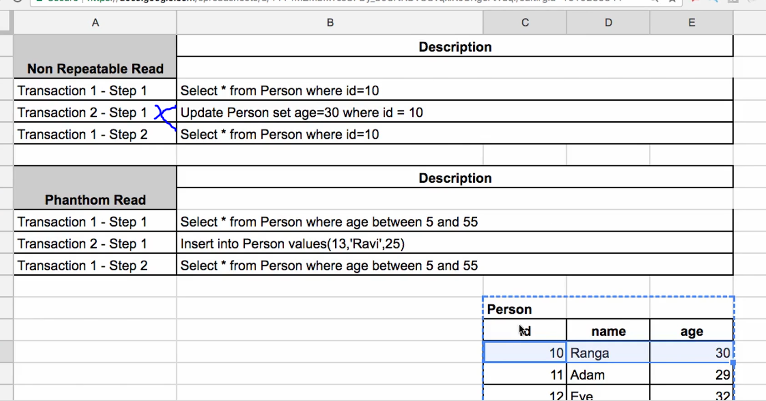 A B C D E
Description
Non Repeatable Read
Transaction 1 - Step 1 Select * from Person where id=10
Transaction 2 - Step 1 Update Person set age=30 where id = 10
Transaction 1 - Step 2 Select * from Person where id=10
Description
Phanthom Read
Transaction 1 - Step 1 Select * from Person where age between 5 and 55
Transaction 2 - Step 1 Insert into Person values(13,'Ravi',25)
Transaction 1 - Step 2 Select * from Person where age between 5 and 55
Person
id name age
10 Ranga 30
11 Adam 29
12 Eve 32